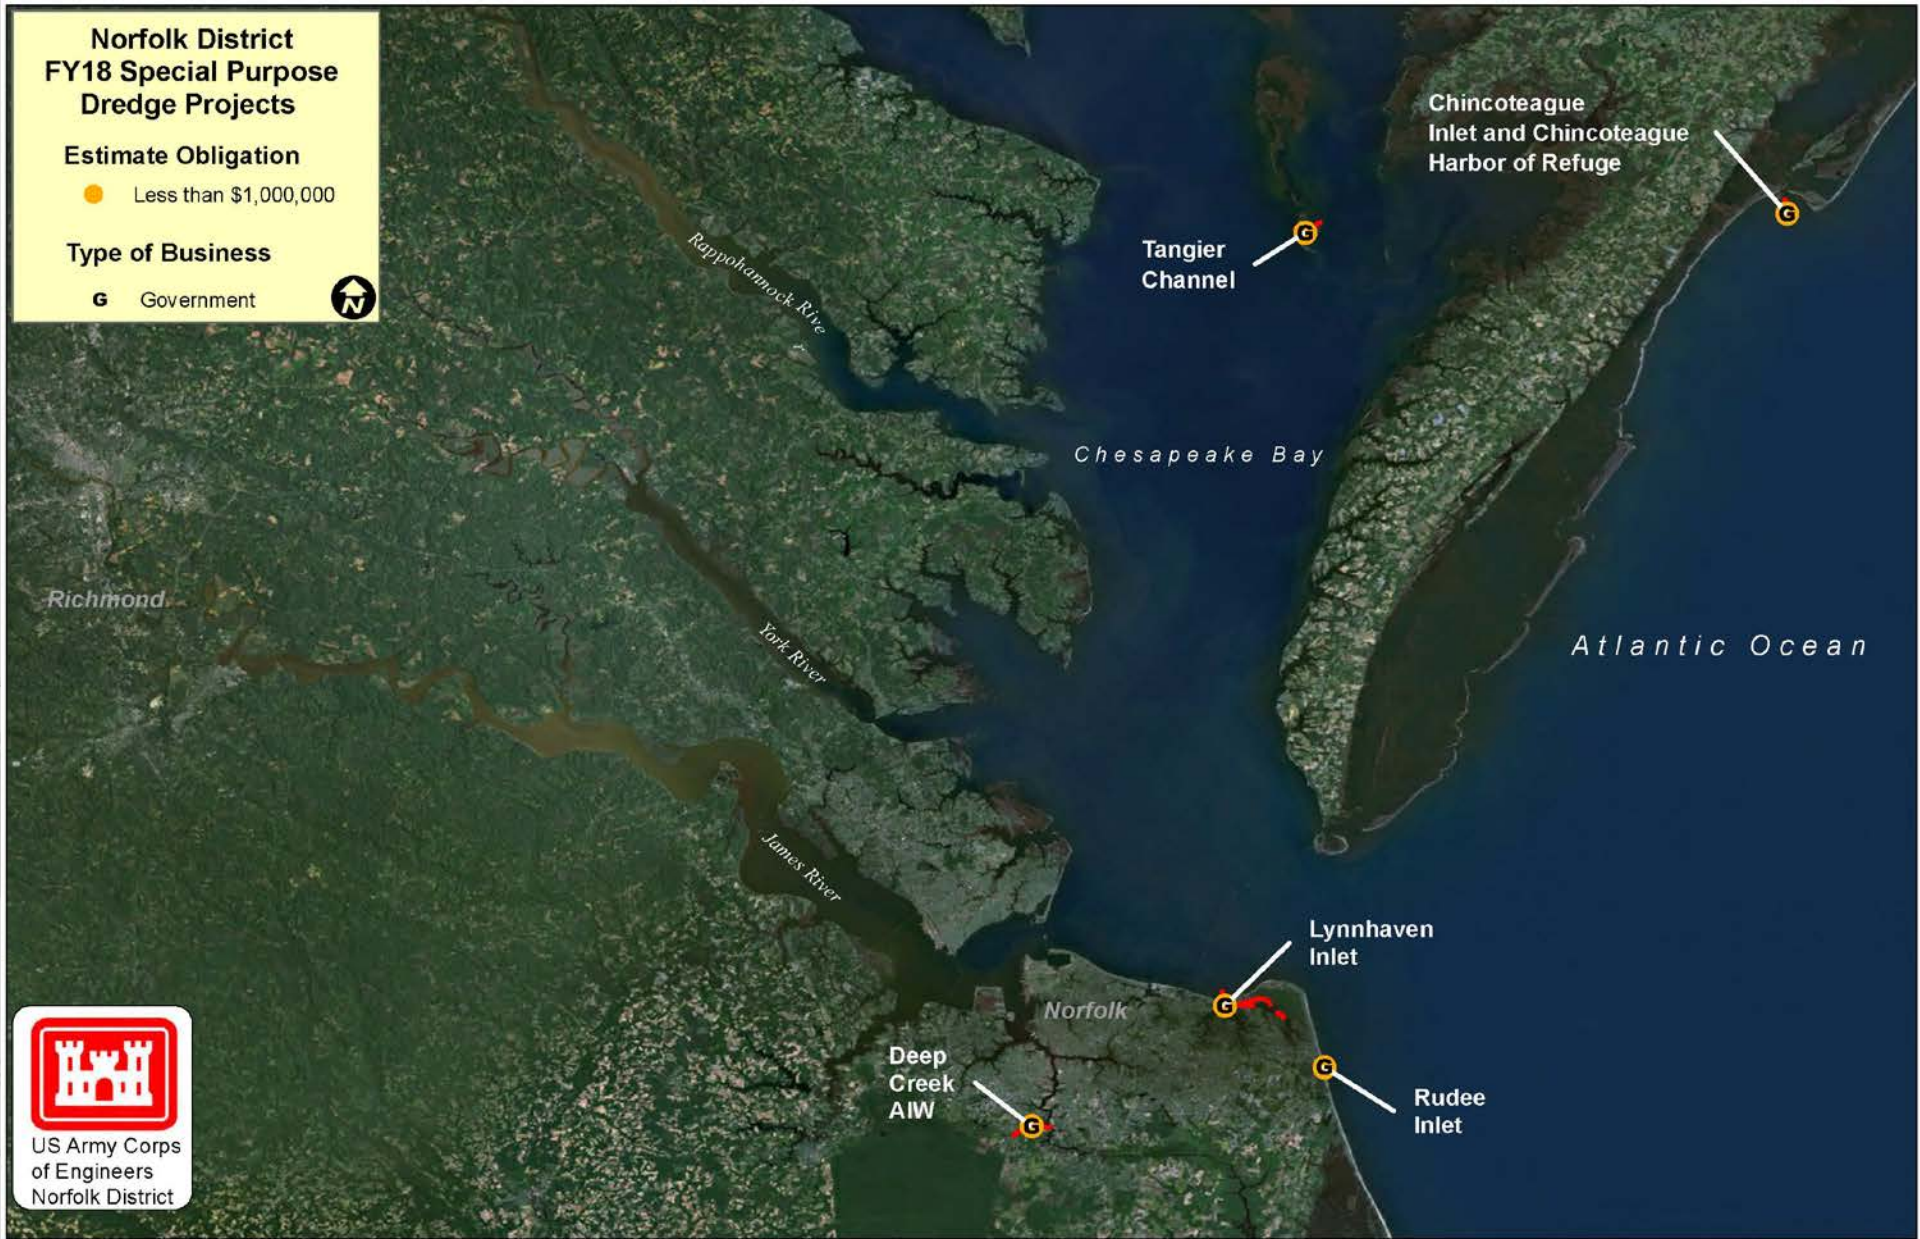 Norfolk District
FY18 Special Purpose
Dredge Projects
Estimate Obligation
Less than $1,000,000
Type of Business
G Government
N
Chincoteague
Inlet and Chincoteague
Harbor of Refuge
G
G
Tangier
Channel
Rappohannock Rive
r
Chesapeake Bay
Richmond
York River
Atlantic Ocean
James River
Lynnhaven
Inlet
G
Norfolk
Deep
Creek
AIW
G
G
Rudee
Inlet
US Army Corps
of Engineers
Norfolk District